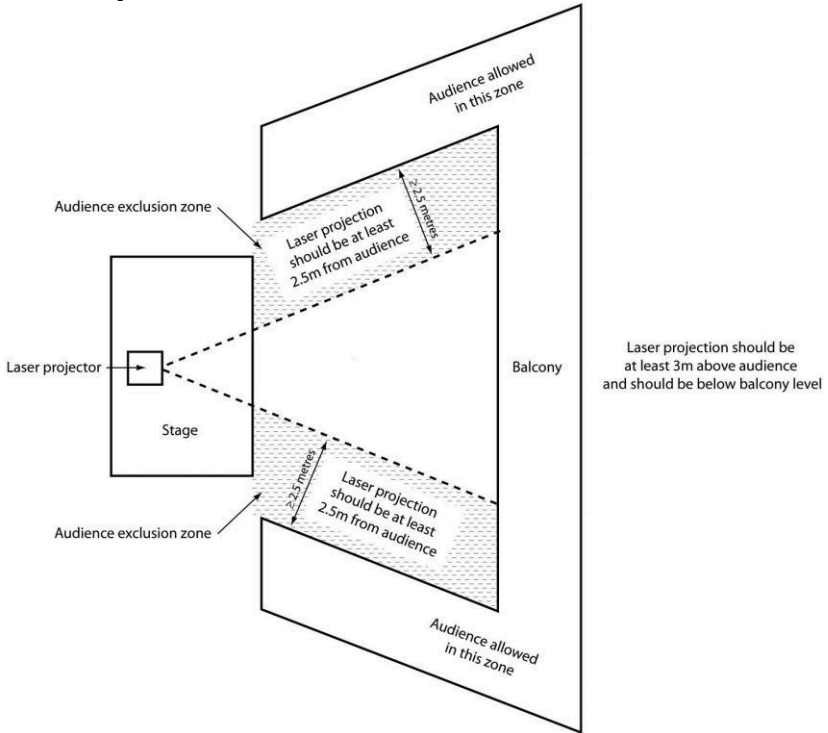 Audience allowed
in this zone
≥ 2.5 metres
Audience exclusion zone
Laser projection
should be at least
2.5m from audience
Laser projector
Stage
Balcony
Laser projection should be
at least 3m above audience
and should be below balcony level
≥ 2.5 metres
Laser projection
should be at least
2.5m from audience
Audience exclusion zone
Audience allowed
in this zone